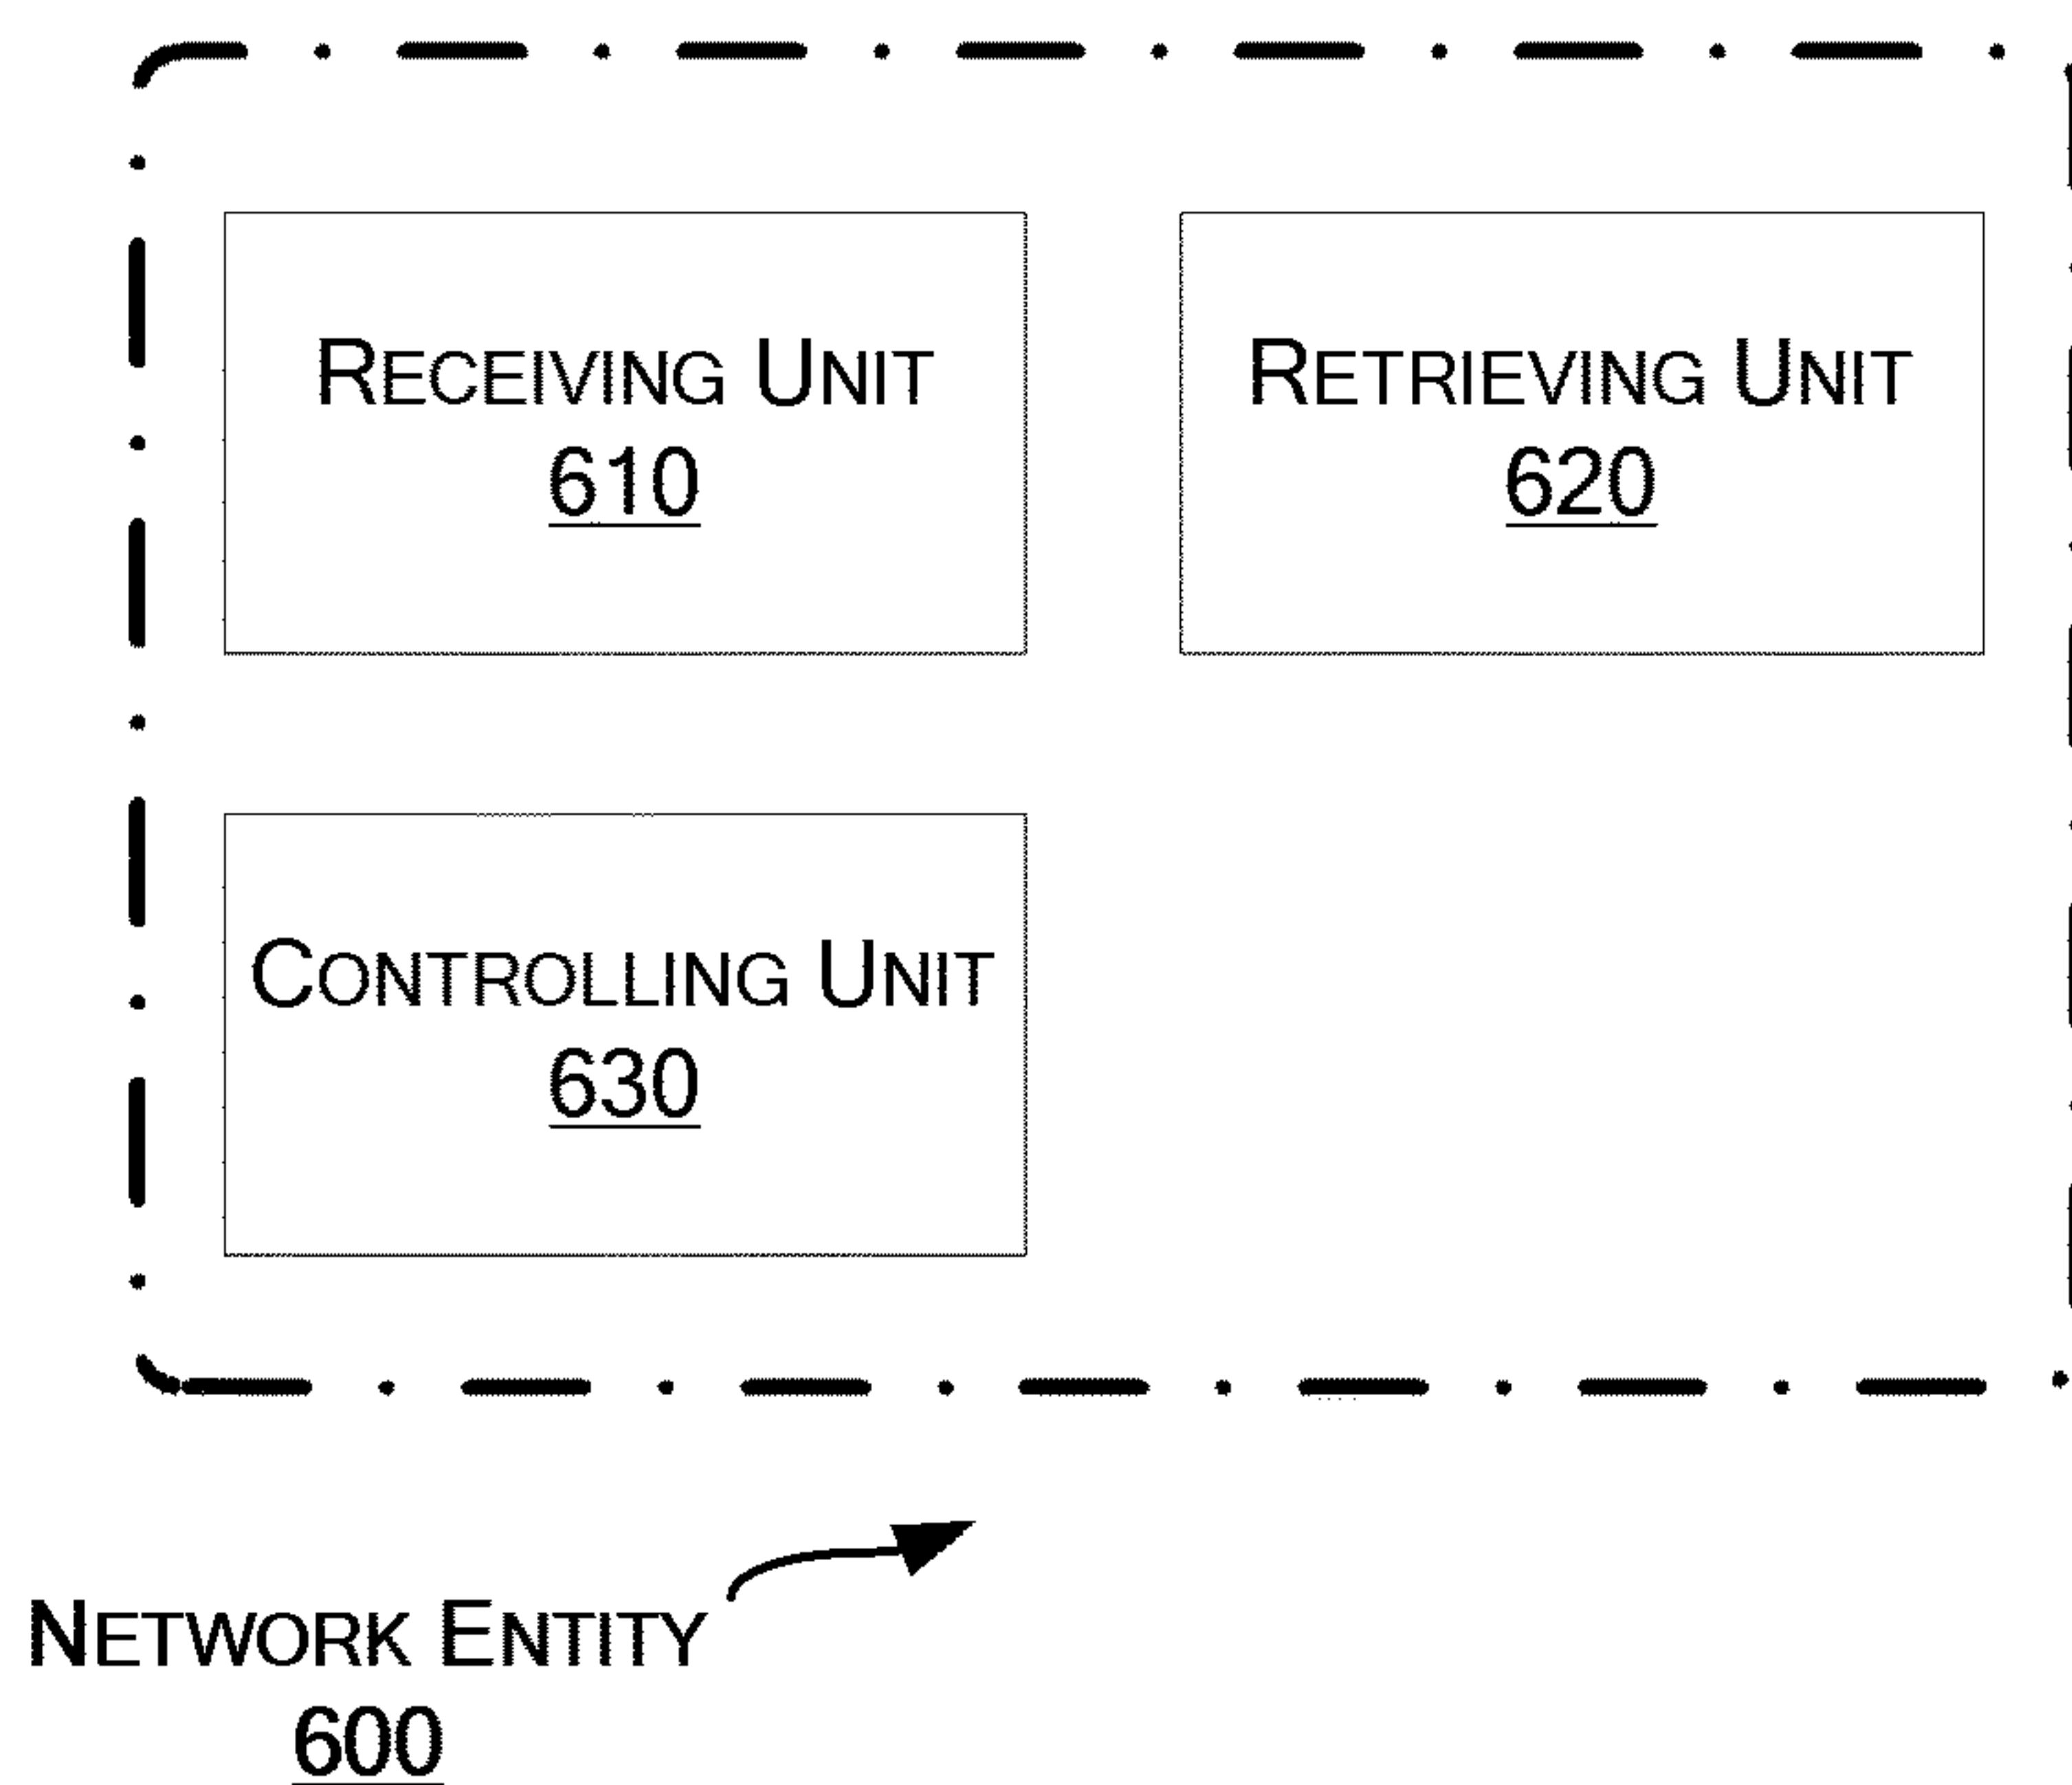 RECEIVING UNIT
610
RETRIEVING UNIT
620
CONTROLLING UNIT
630
NETWORK ENTITY
600